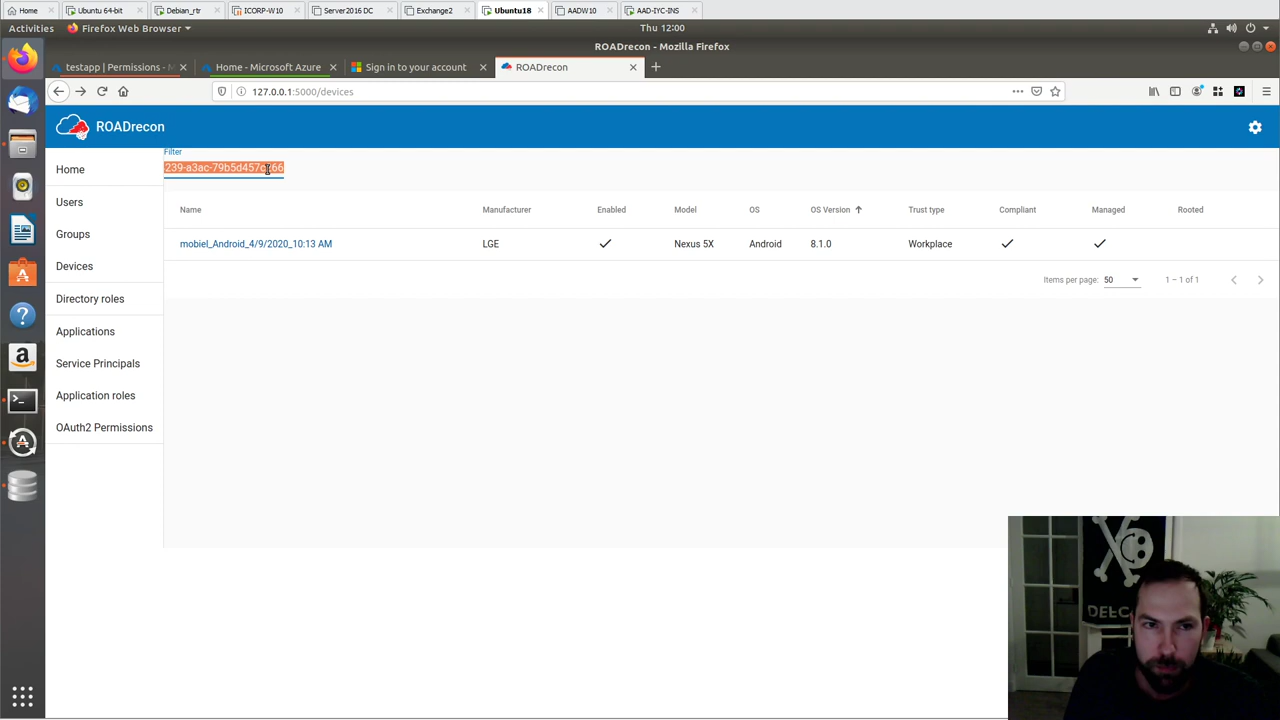 Home Ubuntu 64-bit Debian_rtr ICORP-W10 Server2016 DC Exchange2 Ubuntu18 AADW10 AAD-IYC-INS
Activities Firefox Web Browser Thu 12:00
ROADrecon - Mozilla Firefox
testapp | Permissions - M Home - Microsoft Azure Sign in to your account ROADrecon
127.0.0.1:5000/devices
ROADrecon
Filter
Home
Users
Groups
Devices
Directory roles
Applications
Service Principals
Application roles
OAuth2 Permissions
Name Manufacturer Enabled Model OS OS Version Trust type Compliant Managed Rooted
mobiel_Android_4/9/2020_10:13 AM LGE Nexus 5X Android 8.1.0 Workplace
Items per page: 50 1 – 1 of 1